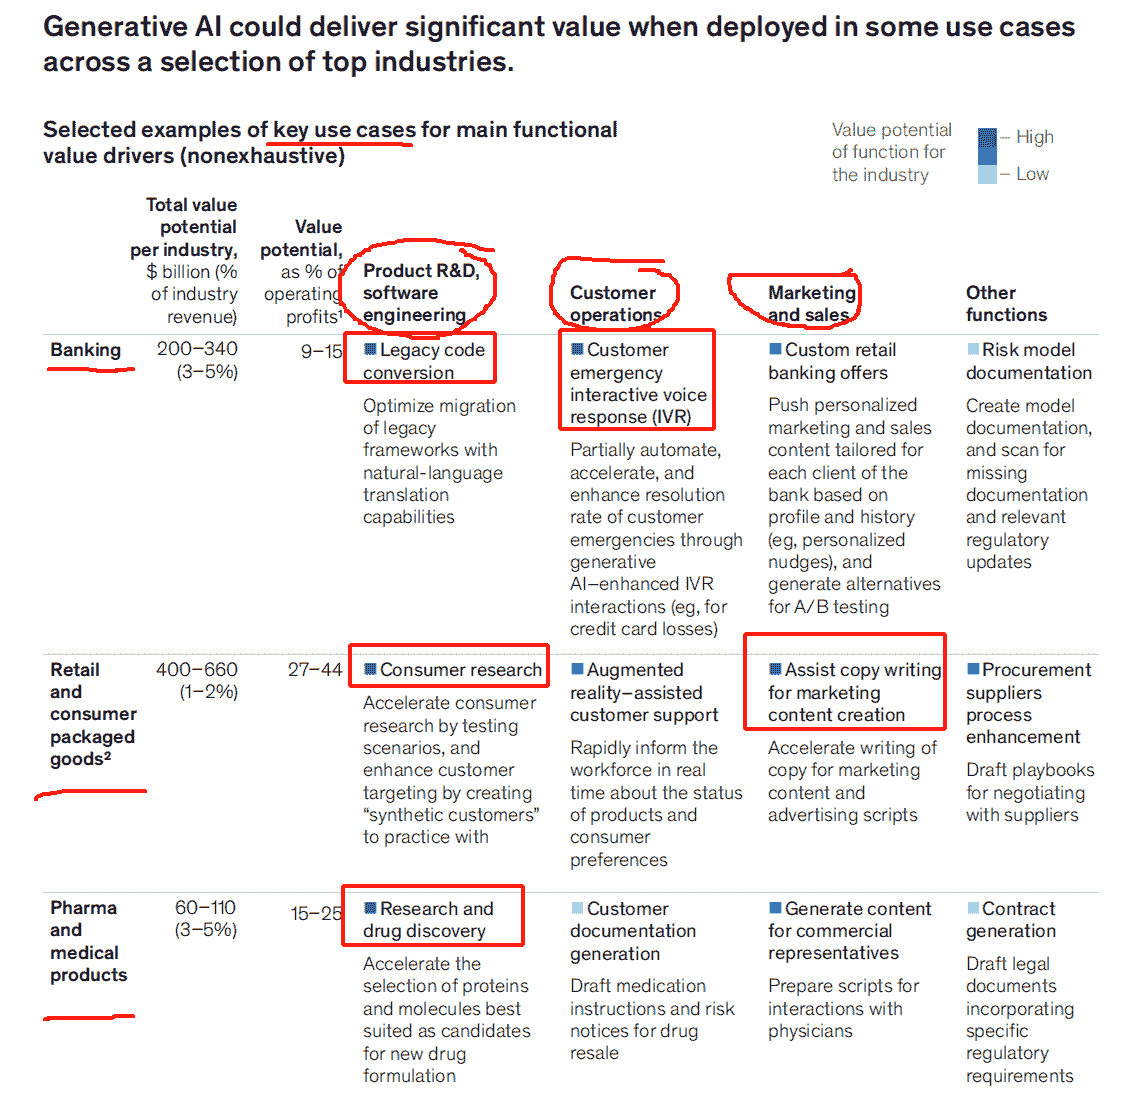 Generative AI could deliver significant value when deployed in some use cases
across a selection of top industries.
Selected examples of key use cases for main functional
value drivers (nonexhaustive)
Value potential
of function for
the industry
– High
– Low
Total value
potential
per industry,
$ billion (%
of industry
revenue)
Value
potential,
as % of
operating
profits¹
Product R&D,
software
engineering
Customer
operations
Marketing
and sales
Other
functions
Banking
200–340
(3–5%)
9–15
Legacy code
conversion
Optimize migration
of legacy
frameworks with
natural-language
translation
capabilities
Customer
emergency
interactive voice
response (IVR)
Partially automate,
accelerate, and
enhance resolution
rate of customer
emergencies through
generative
AI–enhanced IVR
interactions (eg, for
credit card losses)
Custom retail
banking offers
Push personalized
marketing and sales
content tailored for
each client of the
bank based on
profile and history
(eg, personalized
nudges), and
generate alternatives
for A/B testing
Risk model
documentation
Create model
documentation,
and scan for
missing
documentation
and relevant
regulatory
updates
Retail
and
consumer
packaged
goods²
400–660
(1–2%)
27–44
Consumer research
Accelerate consumer
research by testing
scenarios, and
enhance customer
targeting by creating
“synthetic customers”
to practice with
Augmented
reality–assisted
customer support
Rapidly inform the
workforce in real
time about the status
of products and
consumer
preferences
Assist copy writing
for marketing
content creation
Accelerate writing of
copy for marketing
content and
advertising scripts
Procurement
suppliers
process
enhancement
Draft playbooks
for negotiating
with suppliers
Pharma
and
medical
products
60–110
(3–5%)
15–25
Research and
drug discovery
Accelerate the
selection of proteins
and molecules best
suited as candidates
for new drug
formulation
Customer
documentation
generation
Draft medication
instructions and risk
notices for drug
resale
Generate content
for commercial
representatives
Prepare scripts for
interactions with
physicians
Contract
generation
Draft legal
documents
incorporating
specific
regulatory
requirements